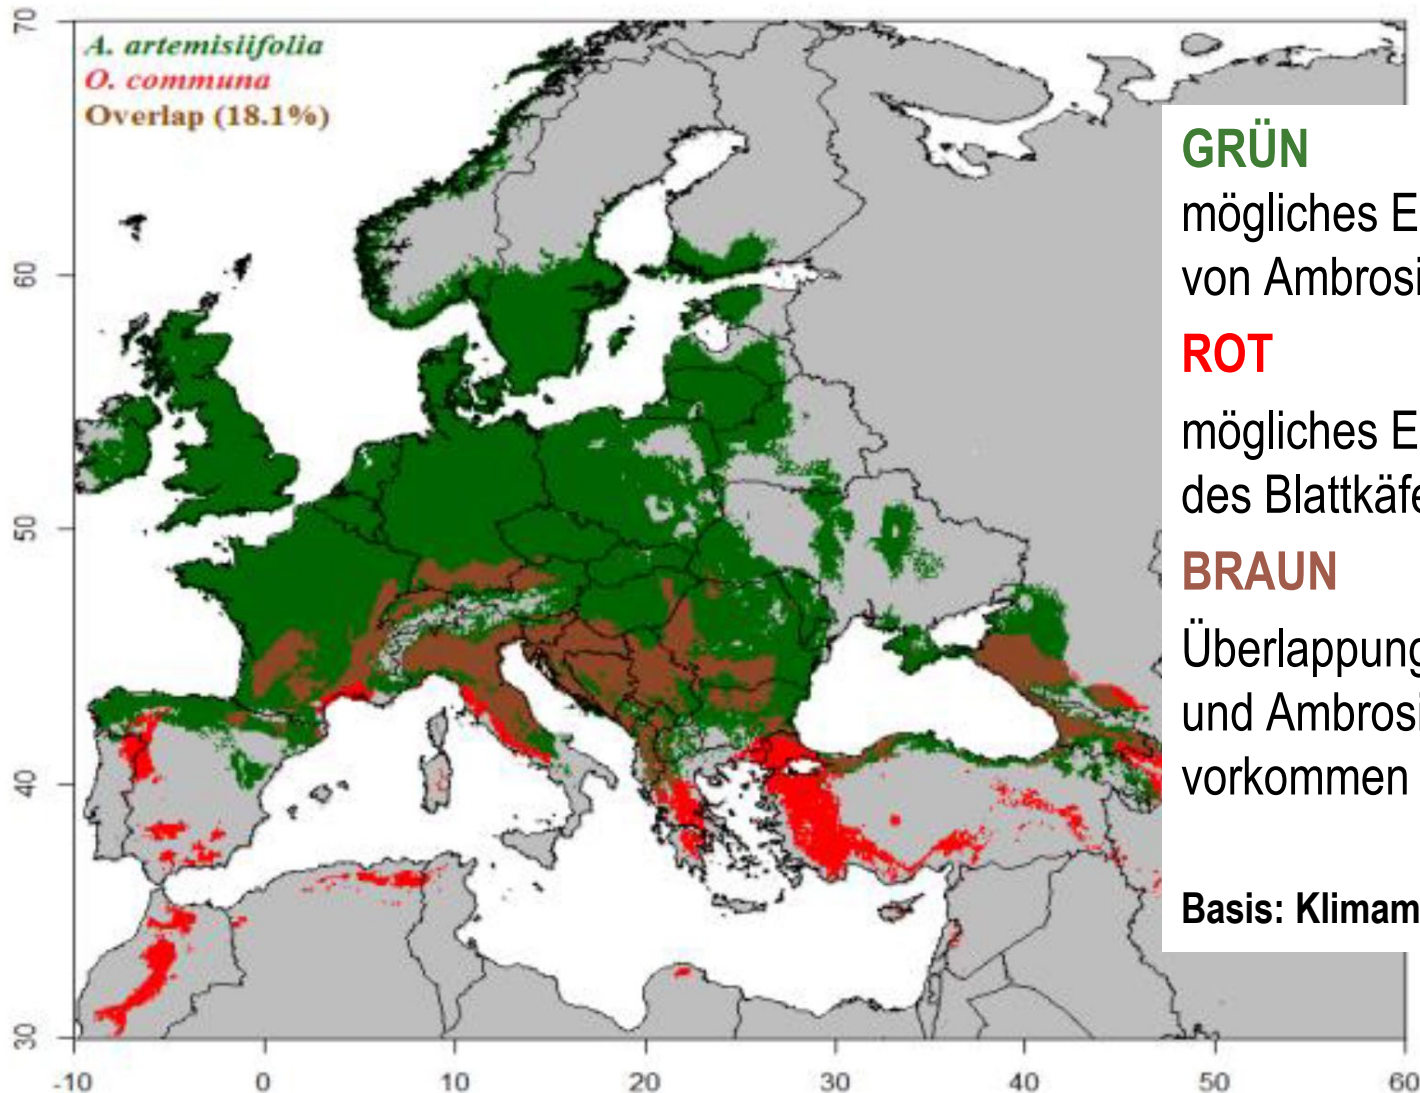 A. artemisiifolia
O. communa
Overlap (18.1%)
70
60
50
40
30
-10
0
10
20
30
40
50
60
GRÜN
mögliches E
von Ambrosi
ROT
mögliches E
des Blattkäfe
BRAUN
Überlappung
und Ambrosi
vorkommen
Basis: Klimam